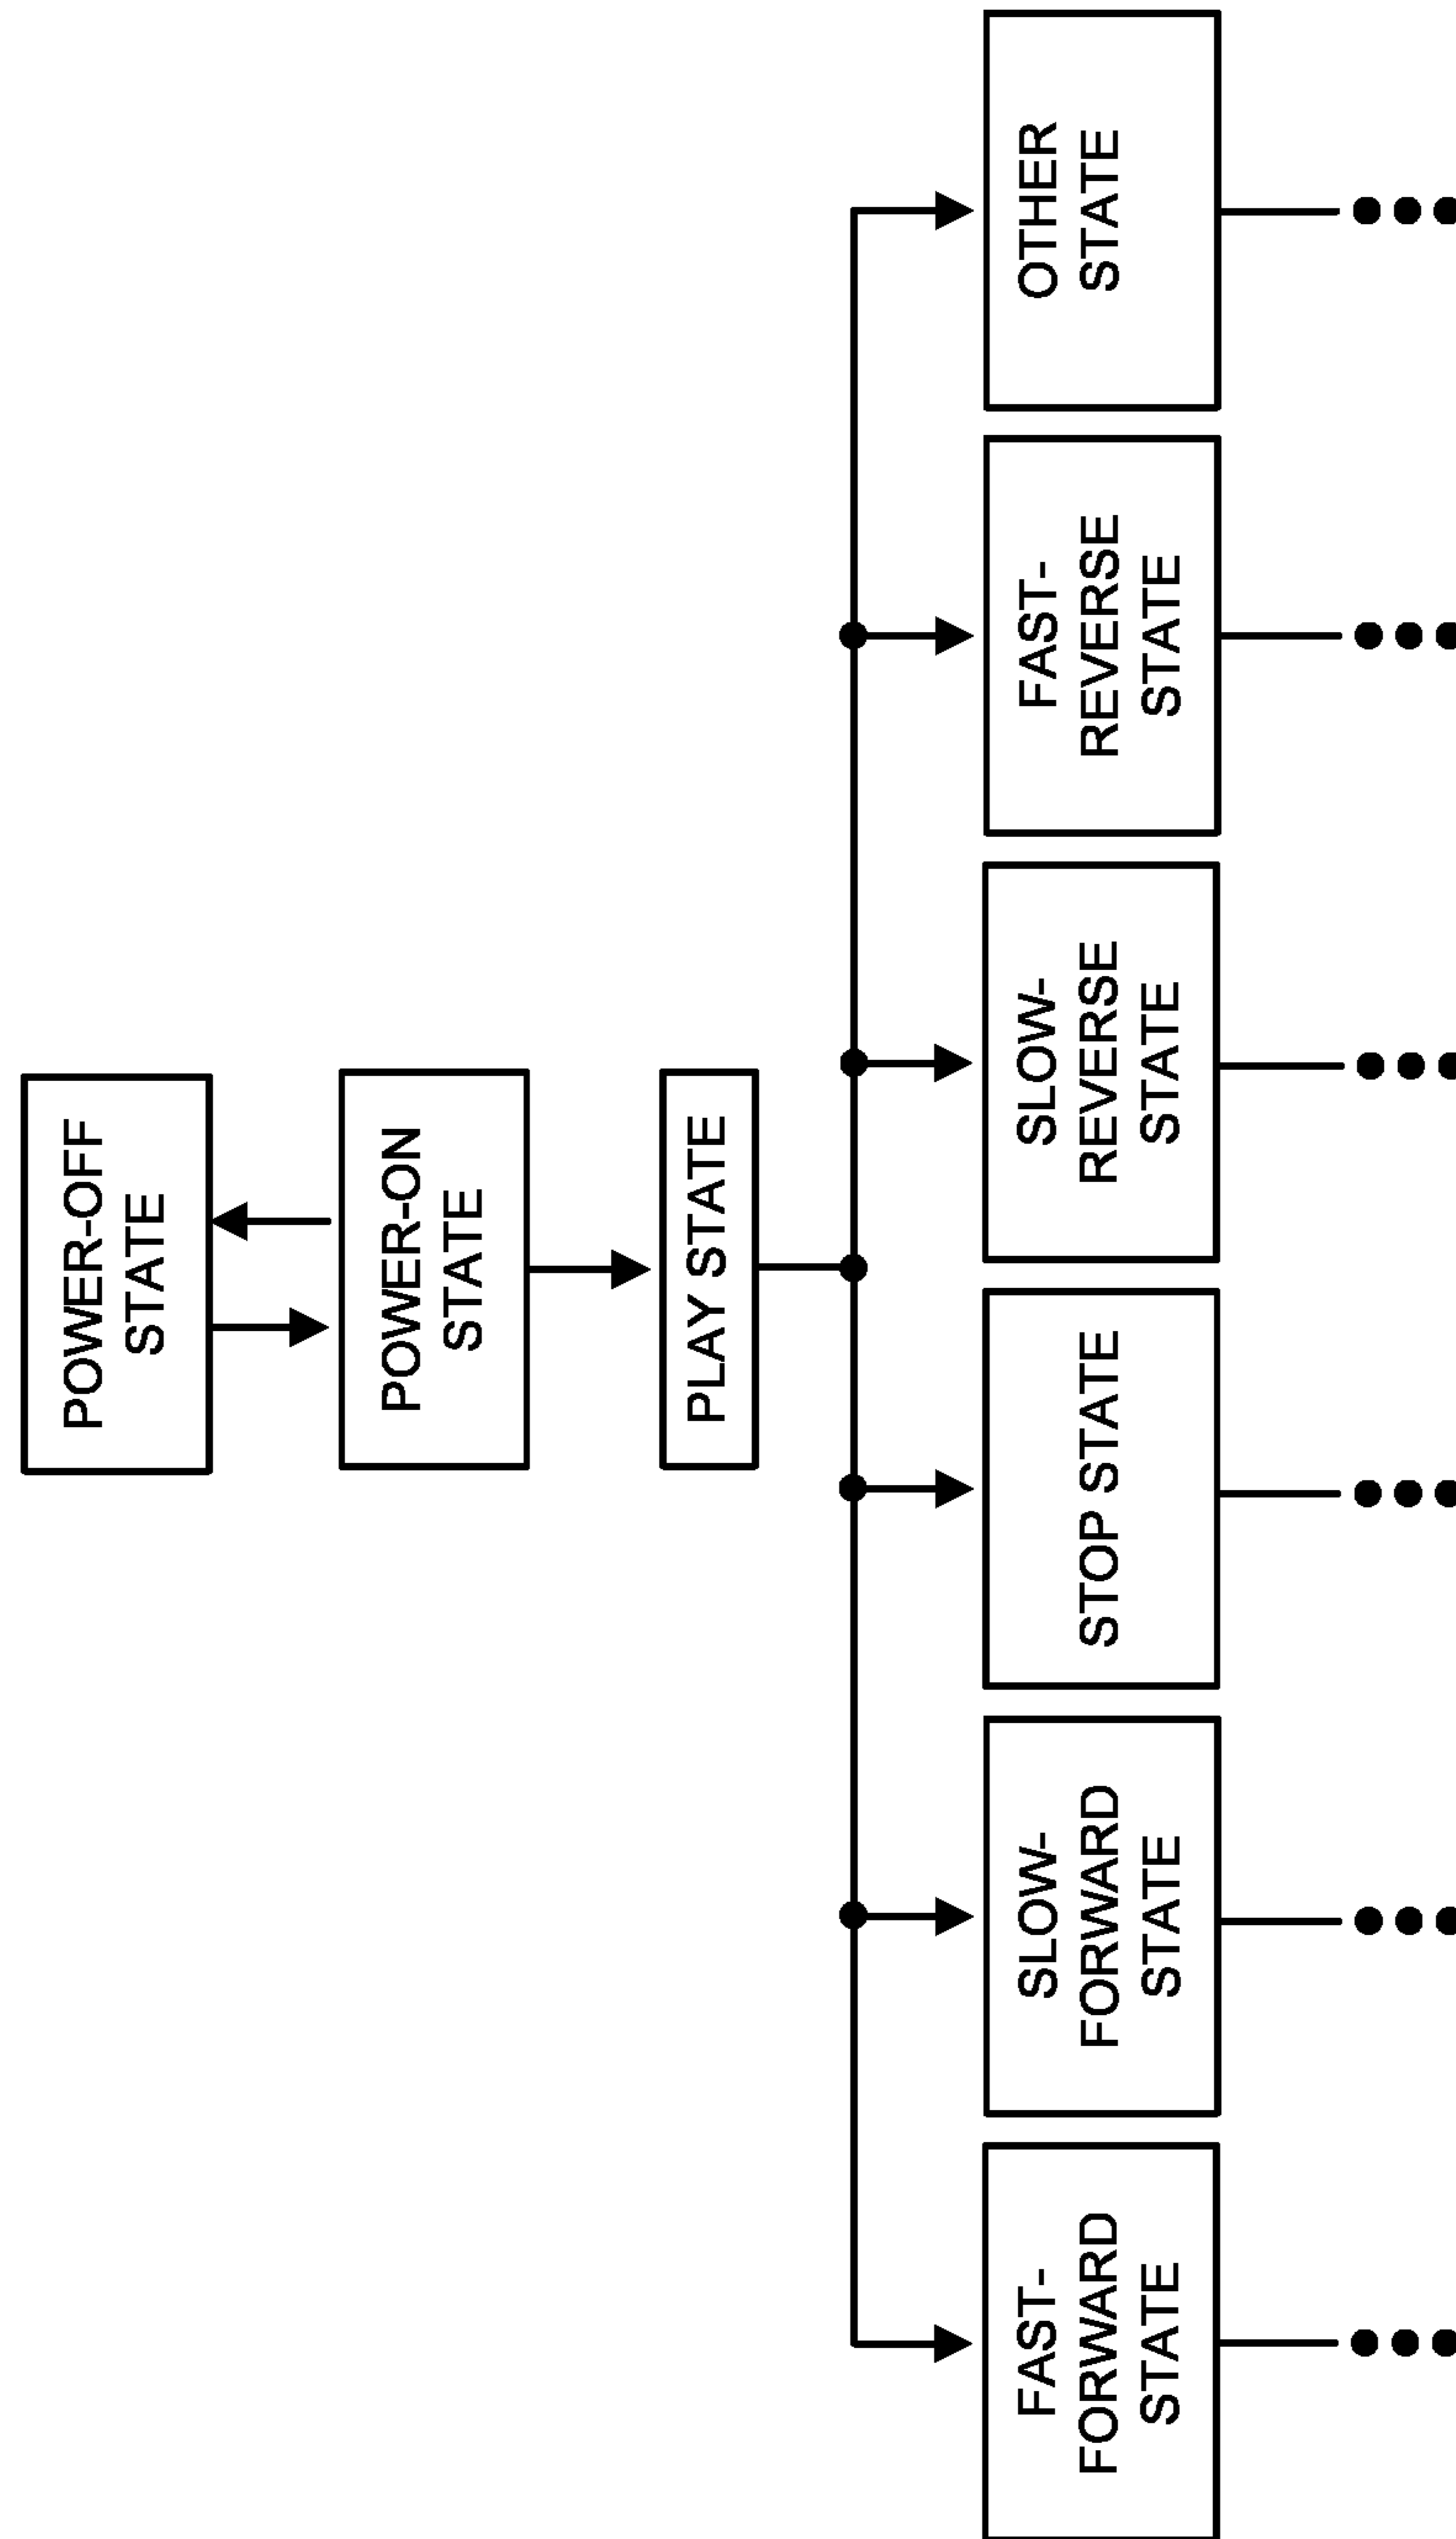 POWER-OFF
STATE
POWER-ON
STATE
PLAY STATE
FAST-
FORWARD
STATE
SLOW-
FORWARD
STATE
STOP STATE
SLOW-
REVERSE
STATE
FAST-
REVERSE
STATE
OTHER
STATE